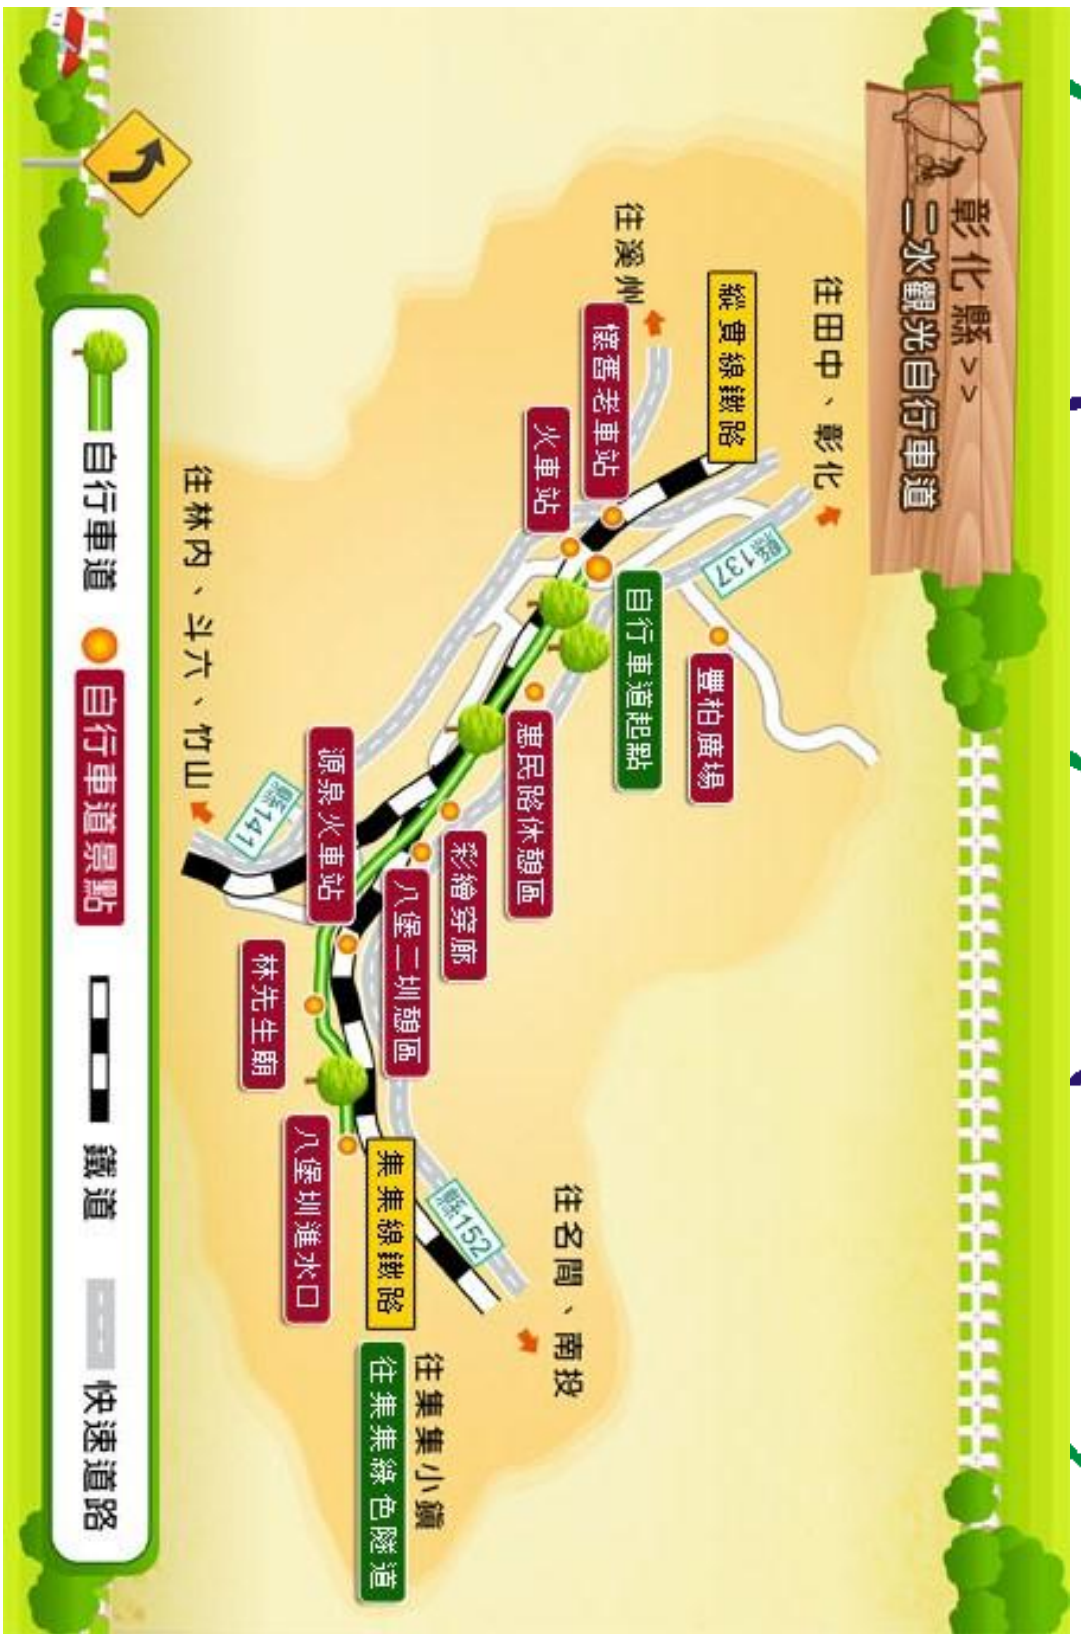 彰化縣>>
二水觀光自行車道
往田中、彰化
縱貫線鐵路
往溪州
懷舊老車站
火車站
縣137
自行車道起點
豐柏廣場
惠民路休憩區
彩繪穿廊
八堡二圳憩區
源泉火車站
縣141
往林內、斗六、竹山
林先生廟
八堡圳進水口
集集線鐵路
縣152
往名間、南投
往集集小鎮
往集集綠色隧道
自行車道
自行車道景點
鐵道
快速道路